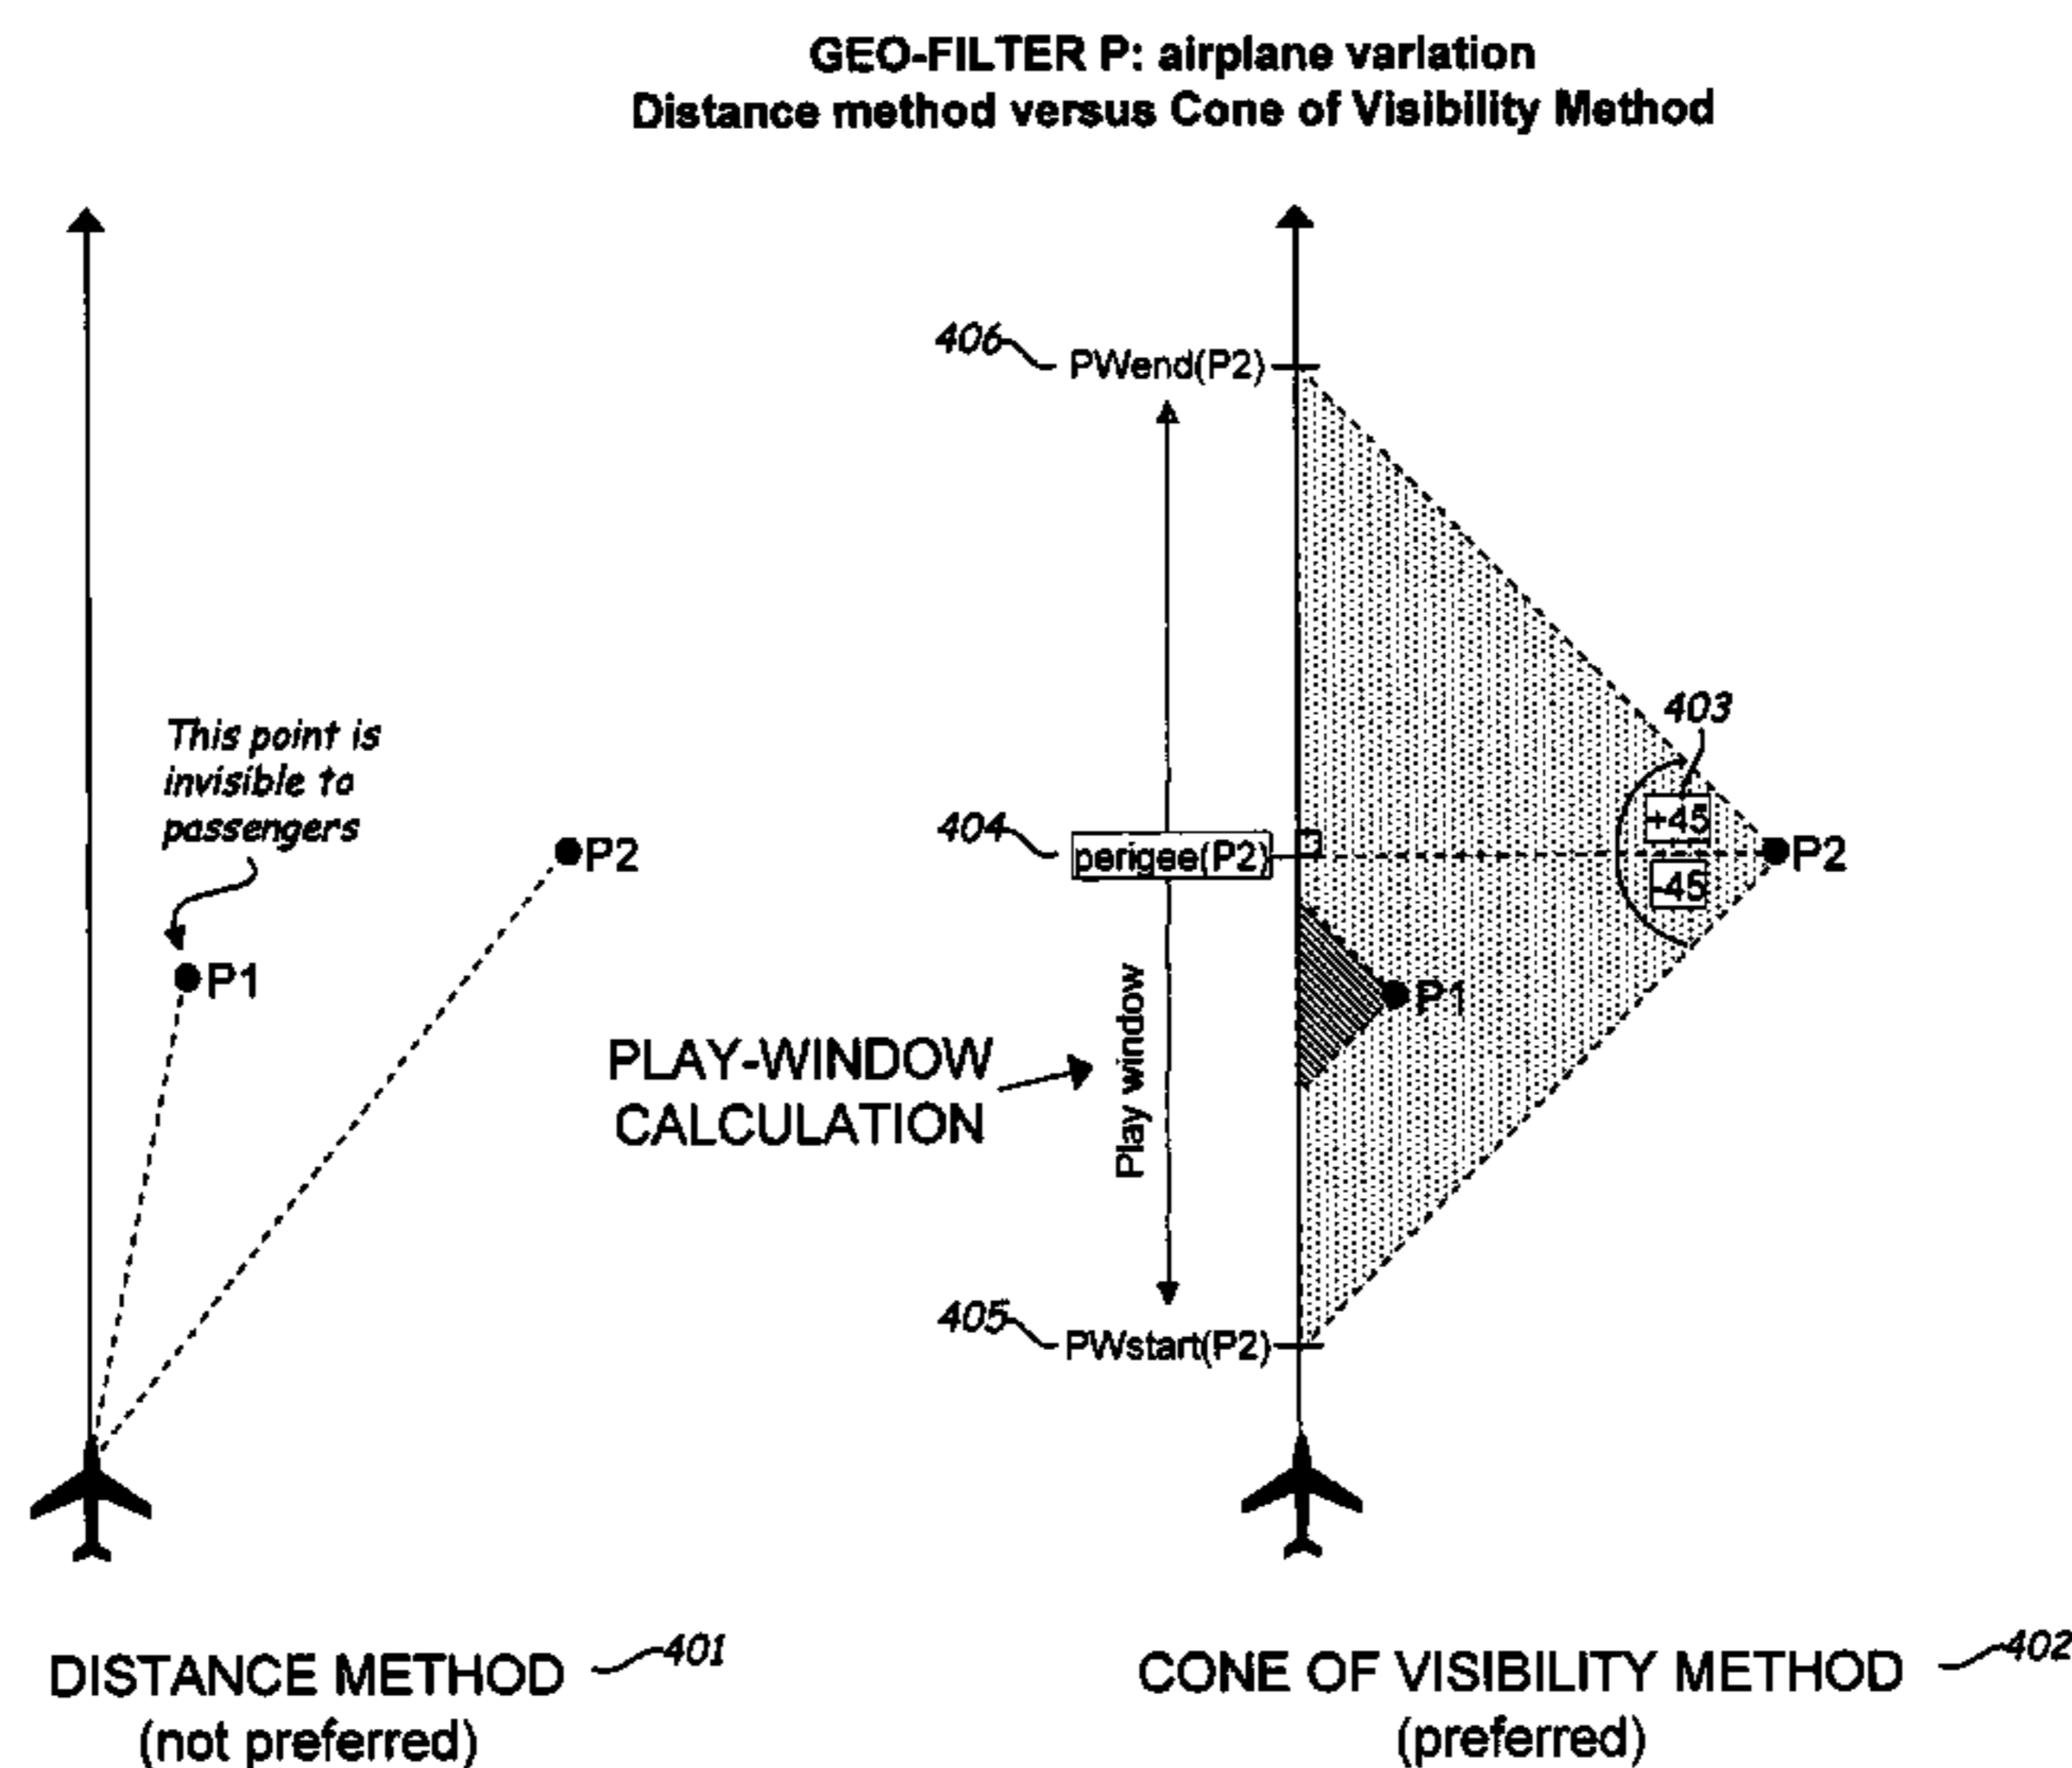 GEO-FILTER P: airplane variation
Distance method versus Cone of Visibility Method
This point is
invisible to
passengers
P2
P1
PLAY-WINDOW
CALCULATION
406
PWend(P2)
403
+45
404
perigee(P2)
-45
P2
P1
Play window
405
PWstart(P2)
DISTANCE METHOD
401
(not preferred)
CONE OF VISIBILITY METHOD
402
(preferred)